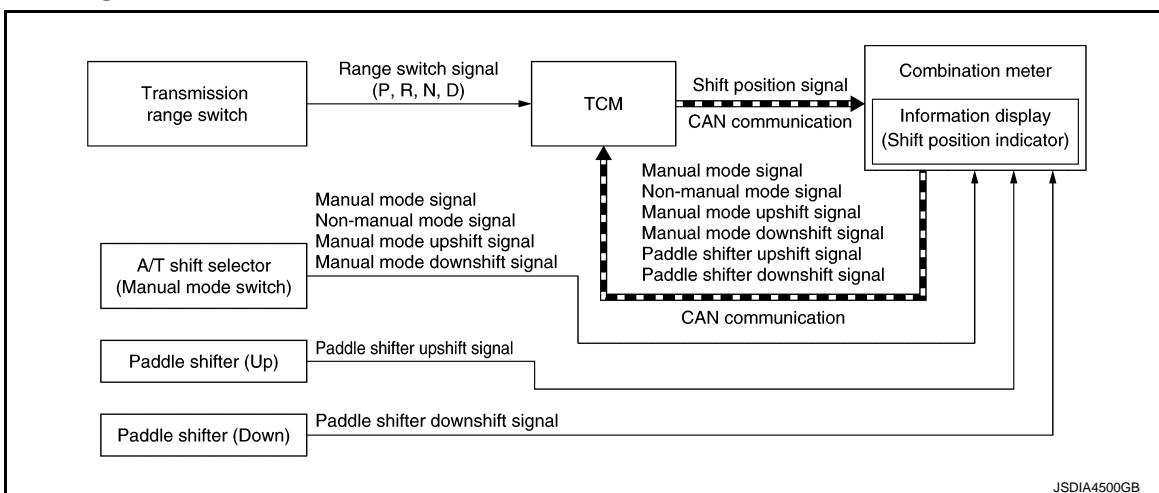 Transmission
range switch
Range switch signal
(P, R, N, D)
TCM
Shift position signal
CAN communication
Combination meter
Information display
(Shift position indicator)
Manual mode signal
Non-manual mode signal
Manual mode upshift signal
Manual mode downshift signal
Paddle shifter upshift signal
Paddle shifter downshift signal
CAN communication
Manual mode signal
Non-manual mode signal
Manual mode upshift signal
Manual mode downshift signal
A/T shift selector
(Manual mode switch)
Paddle shifter (Up)
Paddle shifter upshift signal
Paddle shifter (Down)
Paddle shifter downshift signal
JSDIA4500GB